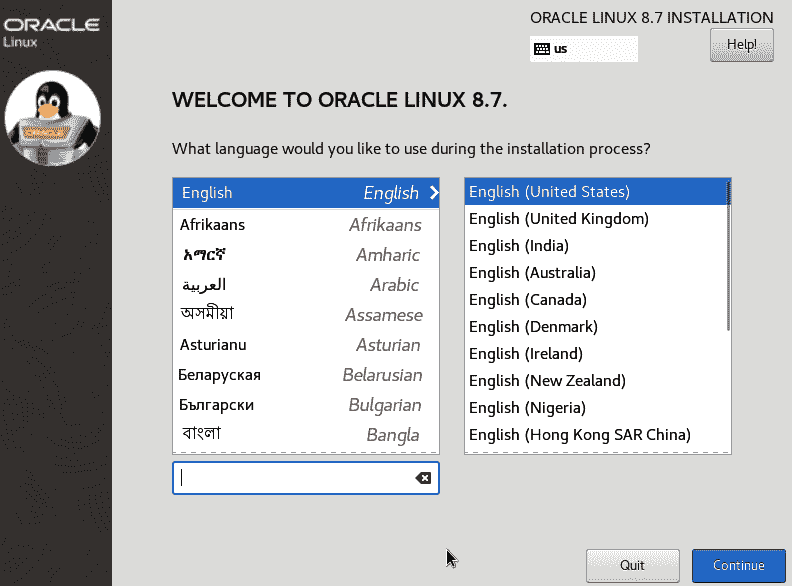 ORACLE
Linux
ORACLE LINUX 8.7 INSTALLATION
us
Help!
WELCOME TO ORACLE LINUX 8.7.
What language would you like to use during the installation process?
English English
Afrikaans Afrikaans
አማርኛ Amharic
العربية Arabic
অসমীয়া Assamese
Asturianu Asturian
Беларуская Belarusian
Български Bulgarian
বাংলা Bangla
English (United States)
English (United Kingdom)
English (India)
English (Australia)
English (Canada)
English (Denmark)
English (Ireland)
English (New Zealand)
English (Nigeria)
English (Hong Kong SAR China)
Quit
Continue